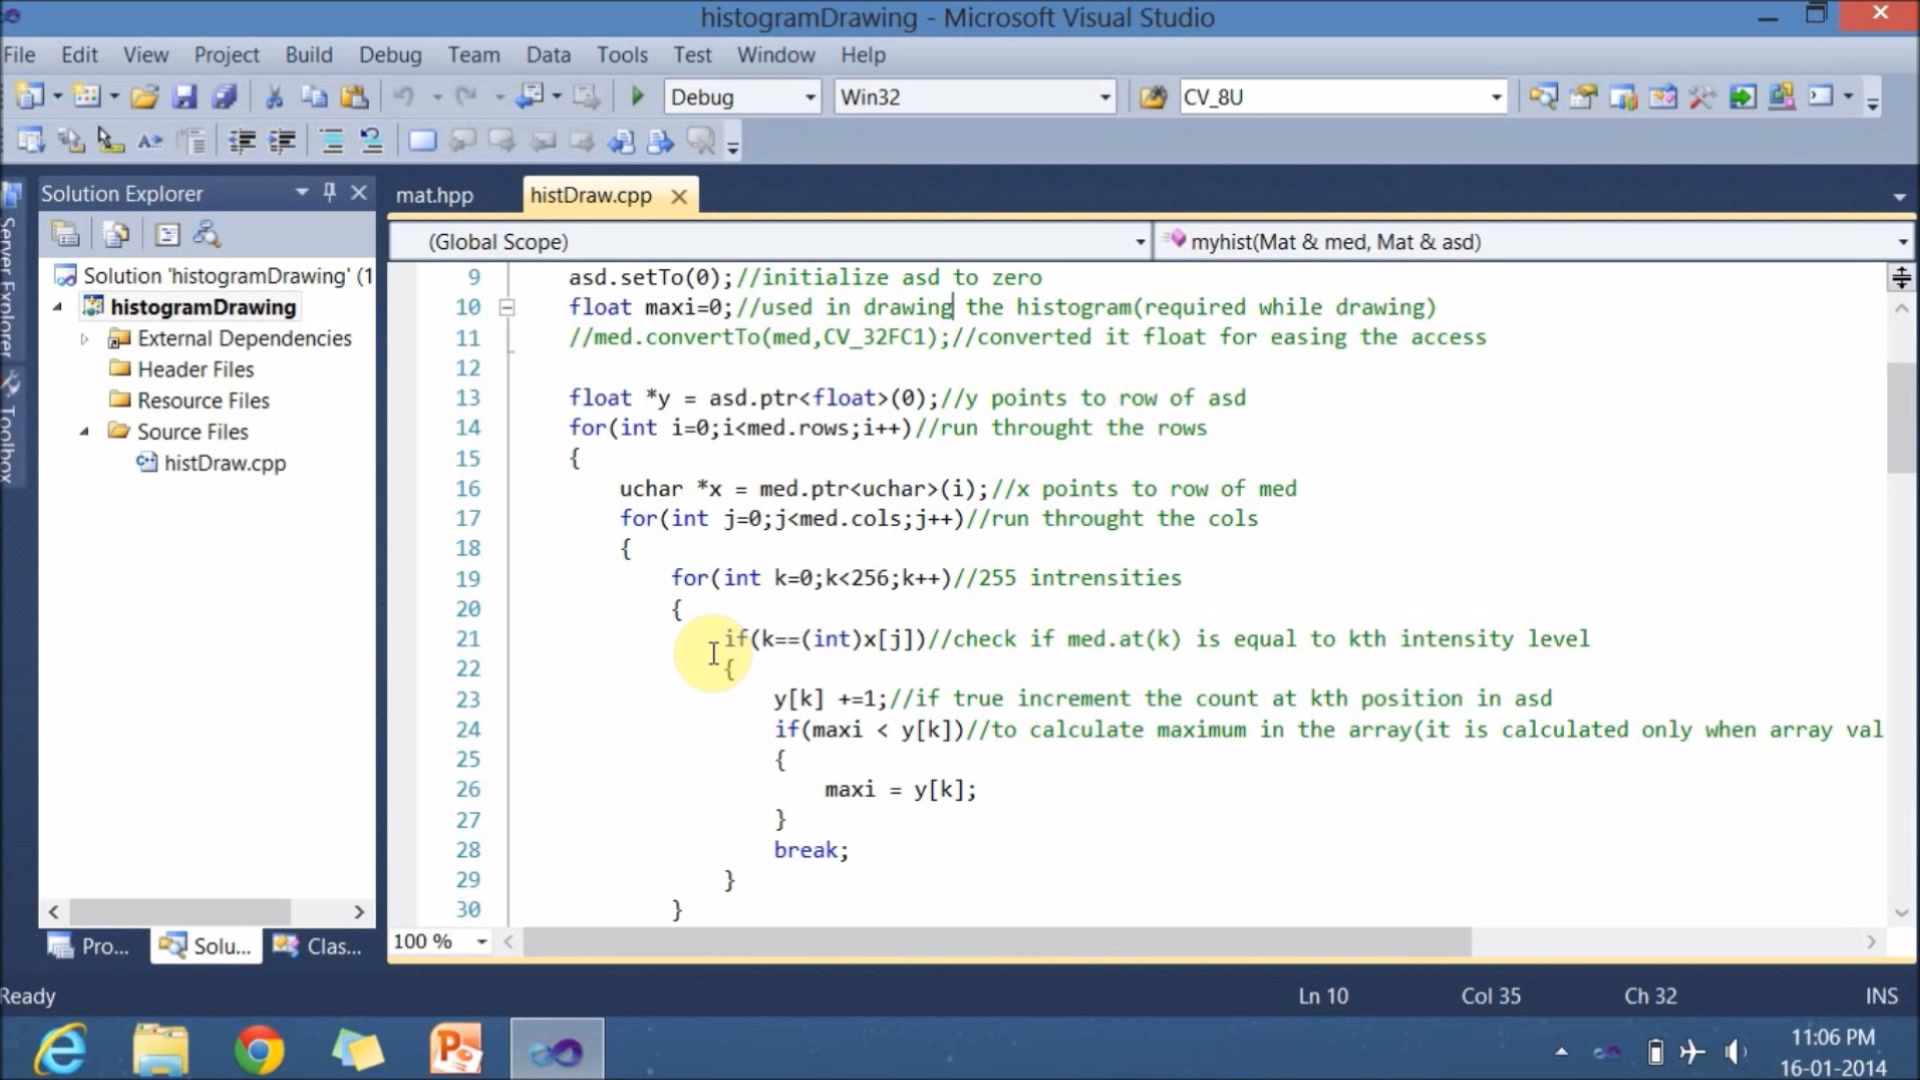 histogramDrawing - Microsoft Visual Studio
File Edit View Project Build Debug Team Data Tools Test Window Help
Debug Win32 CV_8U
Server Explorer
Toolbox
Solution Explorer
Solution 'histogramDrawing' (1
histogramDrawing
External Dependencies
Header Files
Resource Files
Source Files
histDraw.cpp
Pro... Solu... Clas...
mat.hpp histDraw.cpp
(Global Scope) myhist(Mat & med, Mat & asd)
9 asd.setTo(0);//initialize asd to zero
10 float maxi=0;//used in drawing the histogram(required while drawing)
11 //med.convertTo(med,CV_32FC1);//converted it float for easing the access
12
13 float *y = asd.ptr<float>(0);//y points to row of asd
14 for(int i=0;i<med.rows;i++)//run throught the rows
15 {
16 uchar *x = med.ptr<uchar>(i);//x points to row of med
17 for(int j=0;j<med.cols;j++)//run throught the cols
18 {
19 for(int k=0;k<256;k++)//255 intrensities
20 {
21 if(k==(int)x[j])//check if med.at(k) is equal to kth intensity level
22 {
23 y[k] +=1;//if true increment the count at kth position in asd
24 if(maxi < y[k])//to calculate maximum in the array(it is calculated only when array val
25 {
26 maxi = y[k];
27 }
28 break;
29 }
30 }
100 %
Ready Ln 10 Col 35 Ch 32 INS
11:06 PM
16-01-2014